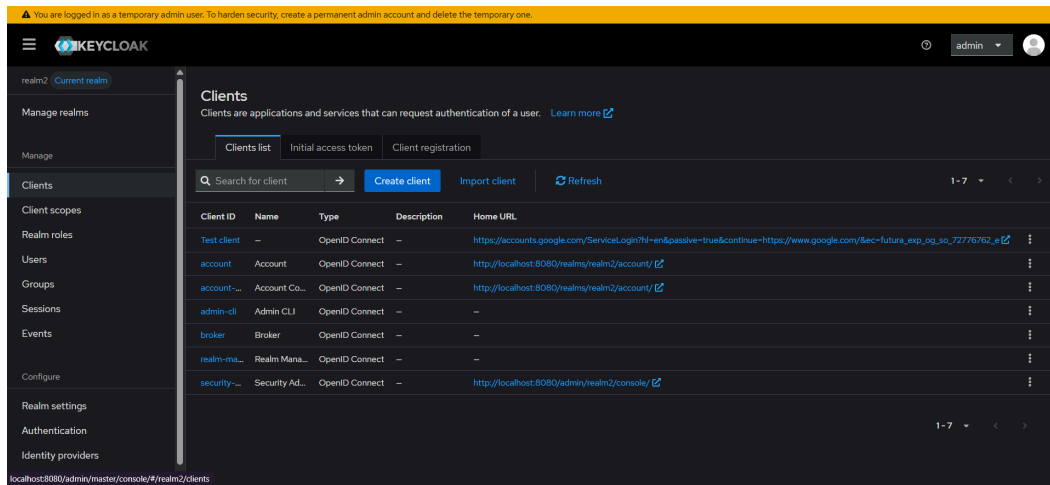 You are logged in as a temporary admin user. To harden security, create a permanent admin account and delete the temporary one.
KEYCLOAK
admin
realm2 Current realm
Manage realms
Manage
Clients
Client scopes
Realm roles
Users
Groups
Sessions
Events
Configure
Realm settings
Authentication
Identity providers
localhost:8080/admin/master/console/#/realm2/clients
Clients
Clients are applications and services that can request authentication of a user. Learn more
Clients list Initial access token Client registration
Search for client Create client Import client Refresh 1-7
Client ID Name Type Description Home URL
Test client – OpenID Connect – https://accounts.google.com/ServiceLogin?hl=en&passive=true&continue=https://www.google.com/&ec=futura_exp_og_so_72776762_e
account Account OpenID Connect – http://localhost:8080/realms/realm2/account/
account-... Account Co... OpenID Connect – http://localhost:8080/realms/realm2/account/
admin-cli Admin CLI OpenID Connect – –
broker Broker OpenID Connect – –
realm-ma... Realm Mana... OpenID Connect – –
security-... Security Ad... OpenID Connect – http://localhost:8080/admin/realm2/console/
1-7